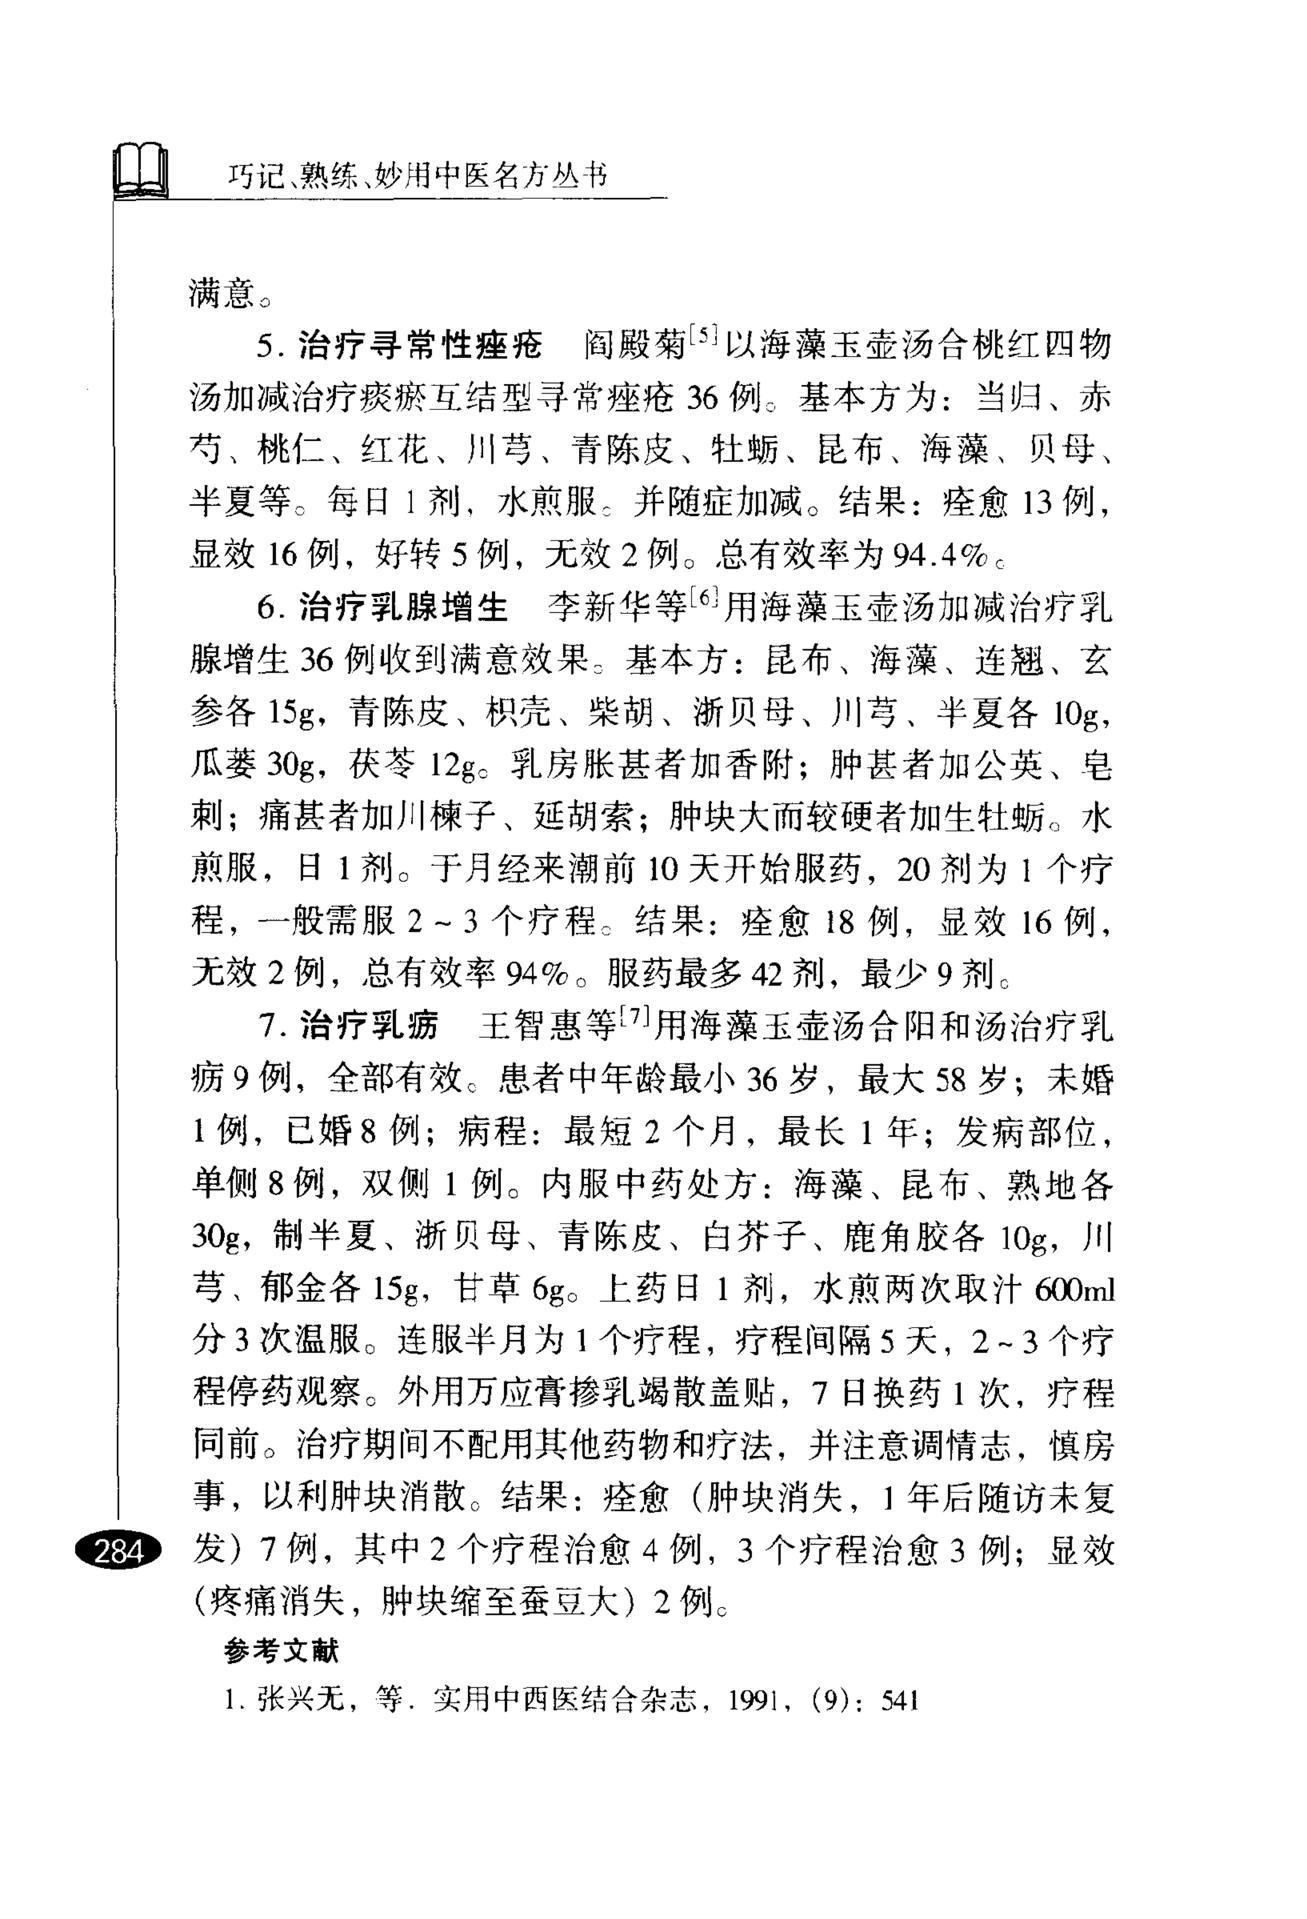 巧记、熟练、妙用中医名方丛书
满意。
5. 治疗寻常性痤疮 阎殿菊[5]以海藻玉壶汤合桃红四物
汤加减治疗痰瘀互结型寻常痤疮 36 例。基本方为：当归、赤
芍、桃仁、红花、川芎、青陈皮、牡蛎、昆布、海藻、贝母、
半夏等。每日 1 剂，水煎服。并随症加减。结果：痊愈 13 例，
显效 16 例，好转 5 例，无效 2 例。总有效率为 94.4%。
6. 治疗乳腺增生 李新华等[6]用海藻玉壶汤加减治疗乳
腺增生 36 例收到满意效果。基本方：昆布、海藻、连翘、玄
参各 15g，青陈皮、枳壳、柴胡、浙贝母、川芎、半夏各 10g，
瓜蒌 30g，茯苓 12g。乳房胀甚者加香附；肿甚者加公英、皂
刺；痛甚者加川楝子、延胡索；肿块大而较硬者加生牡蛎。水
煎服，日 1 剂。于月经来潮前 10 天开始服药，20 剂为 1 个疗
程，一般需服 2～3 个疗程。结果：痊愈 18 例，显效 16 例，
无效 2 例，总有效率 94%。服药最多 42 剂，最少 9 剂。
7. 治疗乳疬 王智惠等[7]用海藻玉壶汤合阳和汤治疗乳
疬 9 例，全部有效。患者中年龄最小 36 岁，最大 58 岁；未婚
1 例，已婚 8 例；病程：最短 2 个月，最长 1 年；发病部位，
单侧 8 例，双侧 1 例。内服中药处方：海藻、昆布、熟地各
30g，制半夏、浙贝母、青陈皮、白芥子、鹿角胶各 10g，川
芎、郁金各 15g，甘草 6g。上药日 1 剂，水煎两次取汁 600ml
分 3 次温服。连服半月为 1 个疗程，疗程间隔 5 天，2～3 个疗
程停药观察。外用万应膏掺乳竭散盖贴，7 日换药 1 次，疗程
同前。治疗期间不配用其他药物和疗法，并注意调情志，慎房
事，以利肿块消散。结果：痊愈（肿块消失，1 年后随访未复
发）7 例，其中 2 个疗程治愈 4 例，3 个疗程治愈 3 例；显效
（疼痛消失，肿块缩至蚕豆大）2 例。
参考文献
1. 张兴无，等．实用中西医结合杂志，1991，(9)：541
284